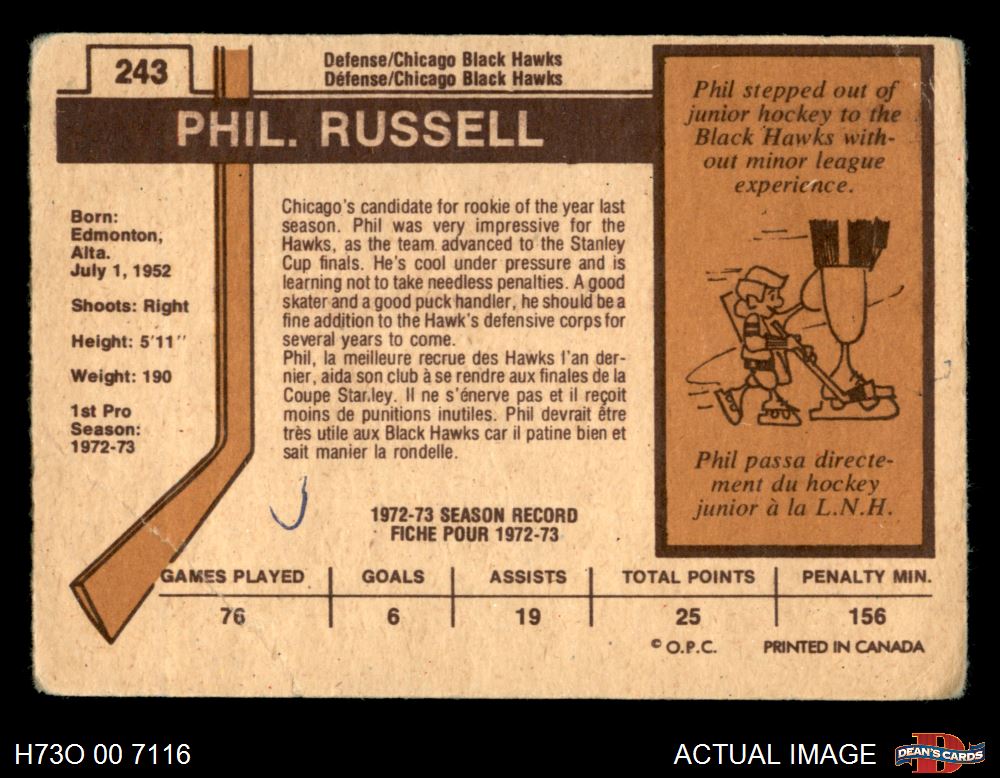 243
Defense/Chicago Black Hawks
Défense/Chicago Black Hawks
PHIL. RUSSELL
Born:
Edmonton,
Alta.
July 1, 1952
Shoots: Right
Height: 5'11"
Weight: 190
1st Pro
Season:
1972-73
Chicago's candidate for rookie of the year last
season. Phil was very impressive for the
Hawks, as the team advanced to the Stanley
Cup finals. He's cool under pressure and is
learning not to take needless penalties. A good
skater and a good puck handler, he should be a
fine addition to the Hawk's defensive corps for
several years to come.
Phil, la meilleure recrue des Hawks l'an der-
nier, aida son club à se rendre aux finales de la
Coupe Stanley. Il ne s'énerve pas et il reçoit
moins de punitions inutiles. Phil devrait être
très utile aux Black Hawks car il patine bien et
sait manier la rondelle.
Phil stepped out of
junior hockey to the
Black Hawks with-
out minor league
experience.
Phil passa directe-
ment du hockey
junior à la L.N.H.
1972-73 SEASON RECORD
FICHE POUR 1972-73
GAMES PLAYED GOALS ASSISTS TOTAL POINTS PENALTY MIN.
76 6 19 25 156
© O.P.C. PRINTED IN CANADA
H73O 00 7116
ACTUAL IMAGE
D
DEAN'S CARDS